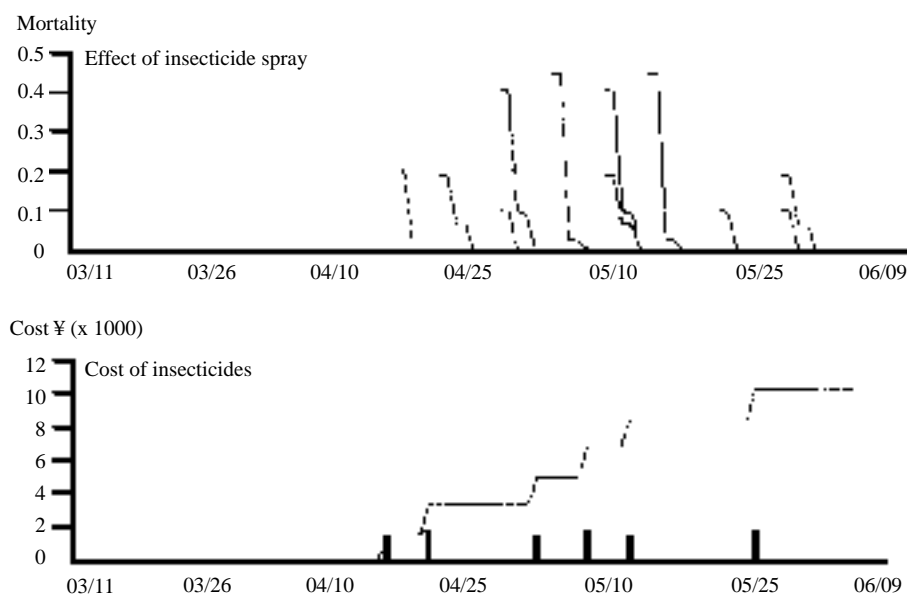 Mortality
0.5
Effect of insecticide spray
0.4
0.3
0.2
0.1
0
03/11 03/26 04/10 04/25 05/10 05/25 06/09
Cost ¥ (x 1000)
12
Cost of insecticides
10
8
6
4
2
0
03/11 03/26 04/10 04/25 05/10 05/25 06/09